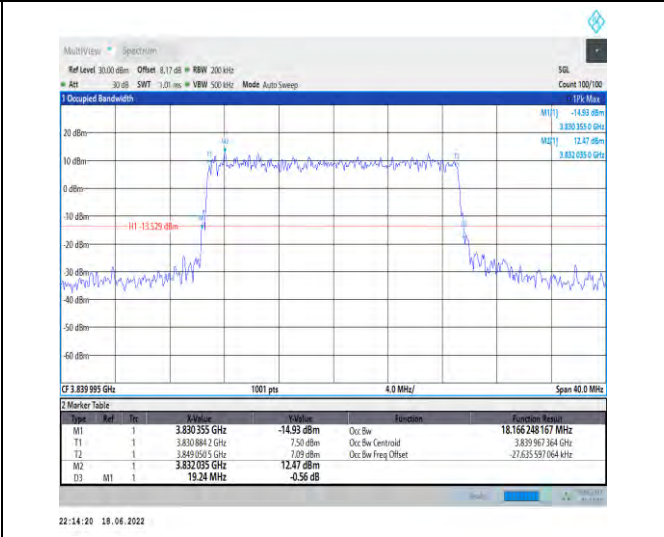 MultiView Spectrum
Ref Level 30.00 dBm Offset 8.17 dB RBW 200 kHz SGL
Att 30 dB SWT 1.01 ms VBW 500 kHz Mode Auto Sweep Count 100/100
1 Occupied Bandwidth 1Pk Max
M1[1] -14.93 dBm
3.830 355 0 GHz
M2[1] 12.47 dBm
3.832 035 0 GHz
20 dBm
10 dBm
0 dBm
-10 dBm
H1 -13.529 dBm
-20 dBm
-30 dBm
-40 dBm
-50 dBm
-60 dBm
CF 3.839 995 GHz 1001 pts 4.0 MHz/ Span 40.0 MHz
2 Marker Table
Type Ref Trc X-Value Y-Value Function Function Result
M1 1 3.830 355 GHz -14.93 dBm Occ Bw 18.166 248 167 MHz
T1 1 3.830 884 2 GHz 7.50 dBm Occ Bw Centroid 3.839 967 364 GHz
T2 1 3.849 050 5 GHz 7.09 dBm Occ Bw Freq Offset -27.635 597 064 kHz
M2 1 3.832 035 GHz 12.47 dBm
D3 M1 1 19.24 MHz -0.56 dB
22:14:20 18.06.2022